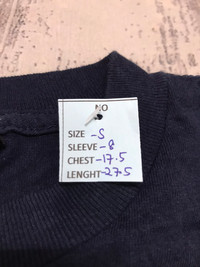 NO
SIZE -S
SLEEVE -8
CHEST -17.5
LENGHT -27.5